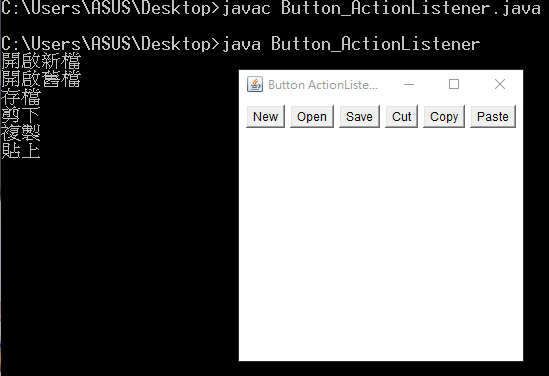 C:\Users\ASUS\Desktop>javac Button_ActionListener.java
C:\Users\ASUS\Desktop>java Button_ActionListener
開啟新檔
開啟舊檔
存檔
剪下
複製
貼上
Button ActionListe...
New Open Save Cut Copy Paste